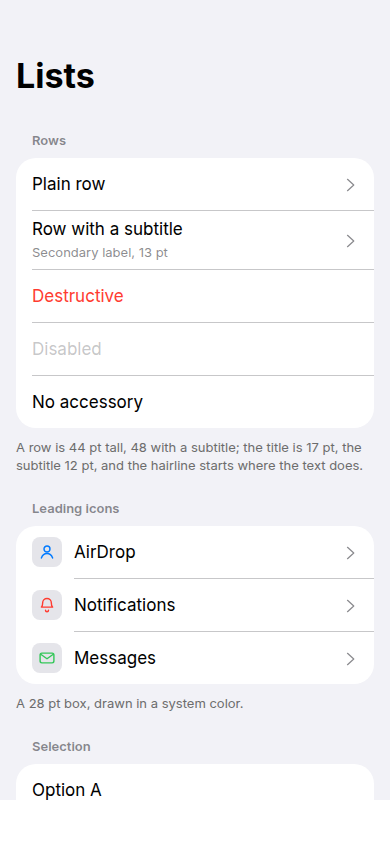 Lists
Rows
Plain row
Row with a subtitle
Secondary label, 13 pt
Destructive
Disabled
No accessory
A row is 44 pt tall, 48 with a subtitle; the title is 17 pt, the
subtitle 12 pt, and the hairline starts where the text does.
Leading icons
AirDrop
Notifications
Messages
A 28 pt box, drawn in a system color.
Selection
Option A